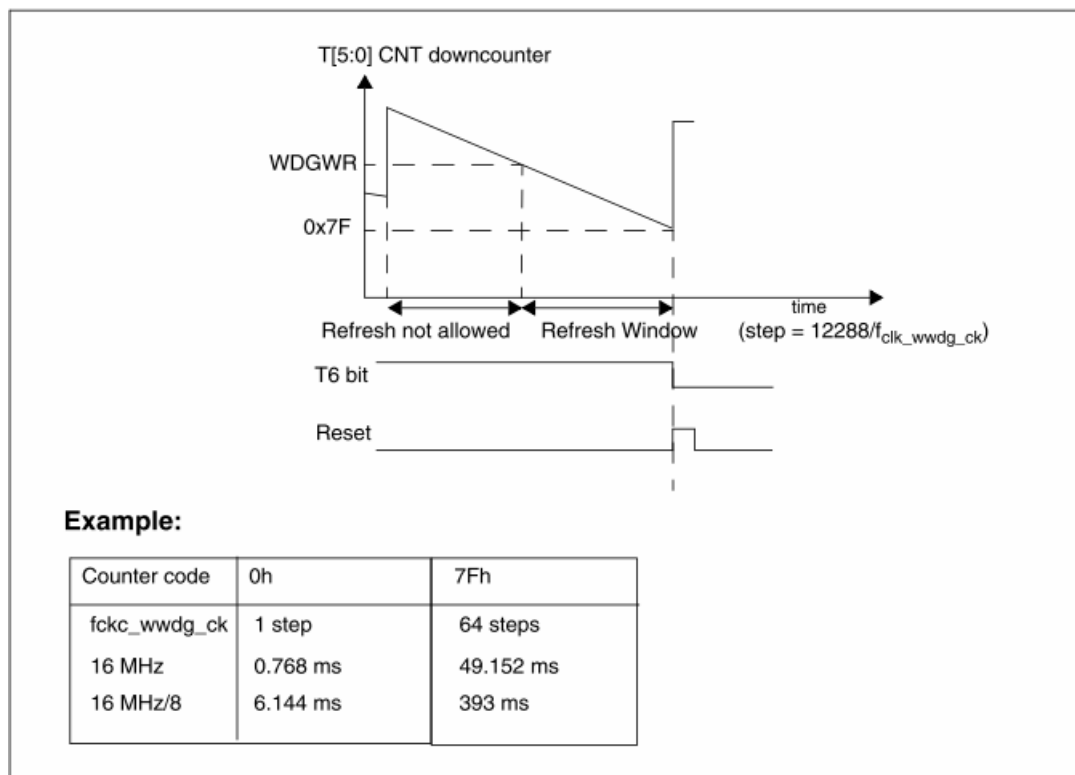 T[5:0] CNT downcounter
WDGWR
0x7F
time
Refresh not allowed Refresh Window (step = 12288/fclk_wwdg_ck)
T6 bit
Reset
Example:
Counter code 0h 7Fh
fckc_wwdg_ck 1 step 64 steps
16 MHz 0.768 ms 49.152 ms
16 MHz/8 6.144 ms 393 ms